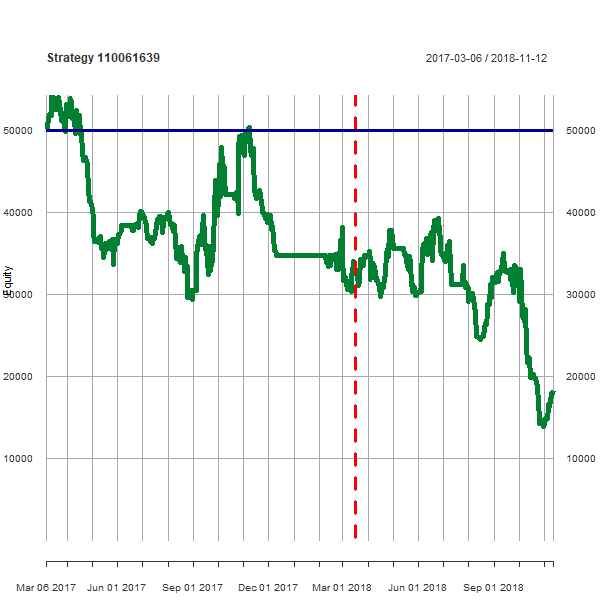 Strategy 110061639 2017-03-06 / 2018-11-12
50000 50000
40000 40000
Equity
30000 30000
20000 20000
10000 10000
Mar 06 2017 Jun 01 2017 Sep 01 2017 Dec 01 2017 Mar 01 2018 Jun 01 2018 Sep 01 2018